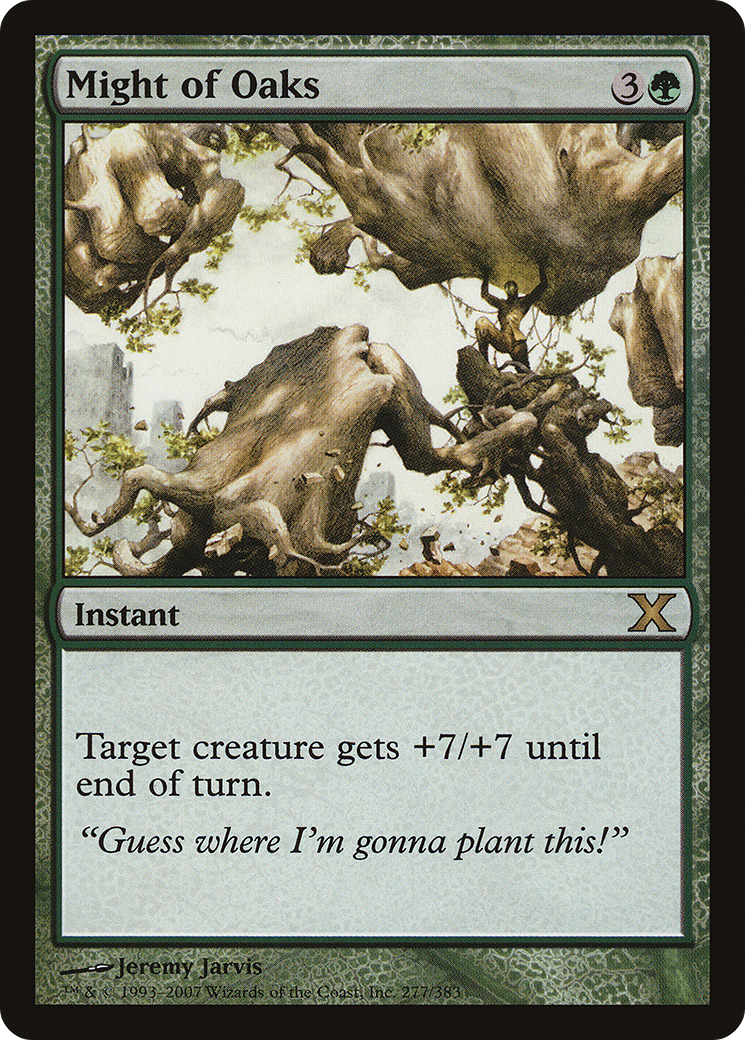 Might of Oaks 3
Instant X
Target creature gets +7/+7 until
end of turn.
“Guess where I’m gonna plant this!”
Jeremy Jarvis
™ & © 1993–2007 Wizards of the Coast, Inc. 277/383